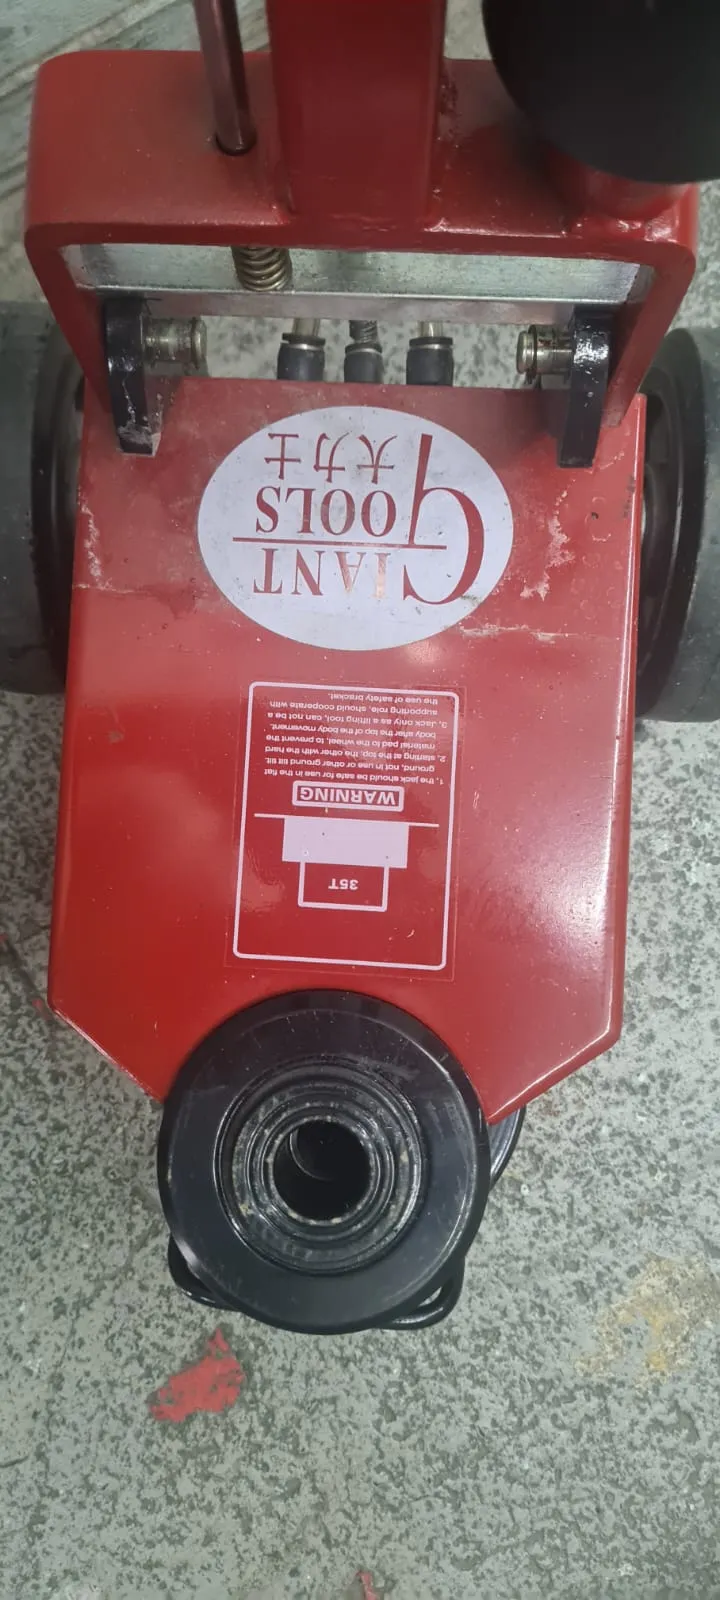 35T
WARNING
1, the jack should be safe for use in the flat
ground, not in use or other ground tilt tilt.
2, starting at the top, the other with the hard
material pad to the wheel, to prevent the
body after the top of the body movement.
3, Jack only as a lifting tool, can not be a
supporting role, should cooperate with
the use of safety bracket.
GIANT
TOOLS
大力士